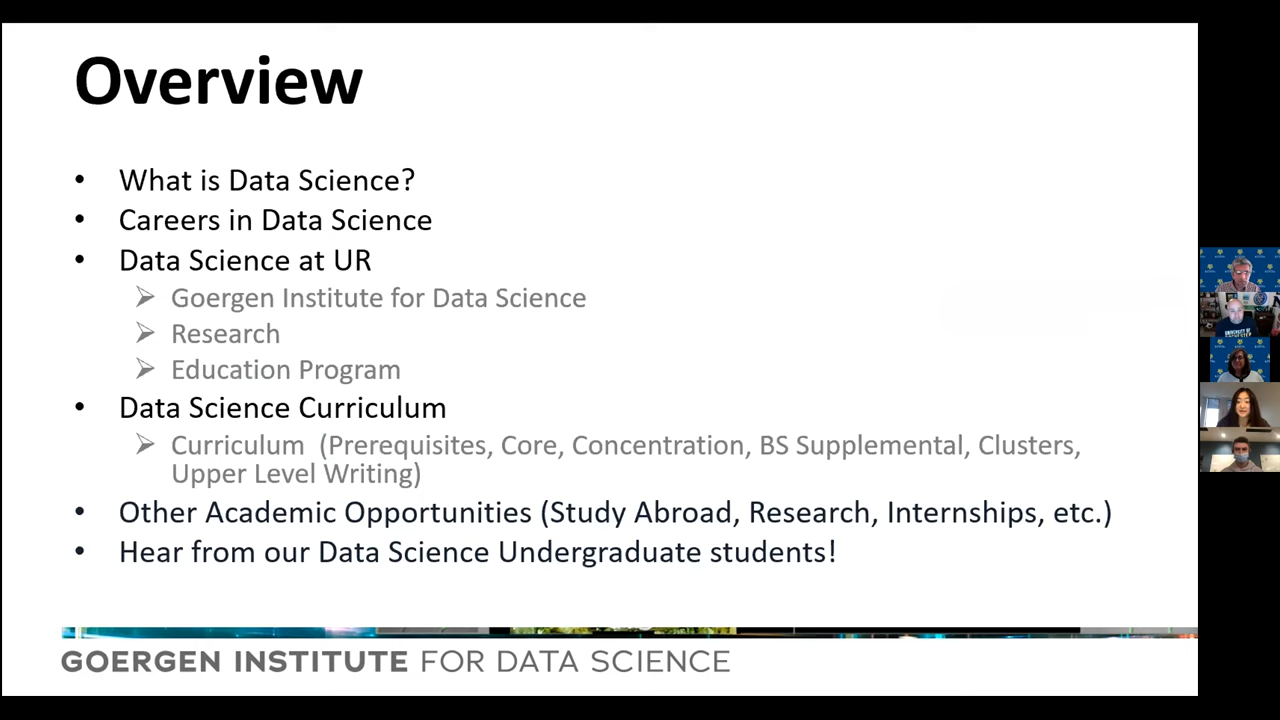 Overview
• What is Data Science?
• Careers in Data Science
• Data Science at UR
➢ Goergen Institute for Data Science
➢ Research
➢ Education Program
• Data Science Curriculum
➢ Curriculum (Prerequisites, Core, Concentration, BS Supplemental, Clusters,
Upper Level Writing)
• Other Academic Opportunities (Study Abroad, Research, Internships, etc.)
• Hear from our Data Science Undergraduate students!
GOERGEN INSTITUTE FOR DATA SCIENCE